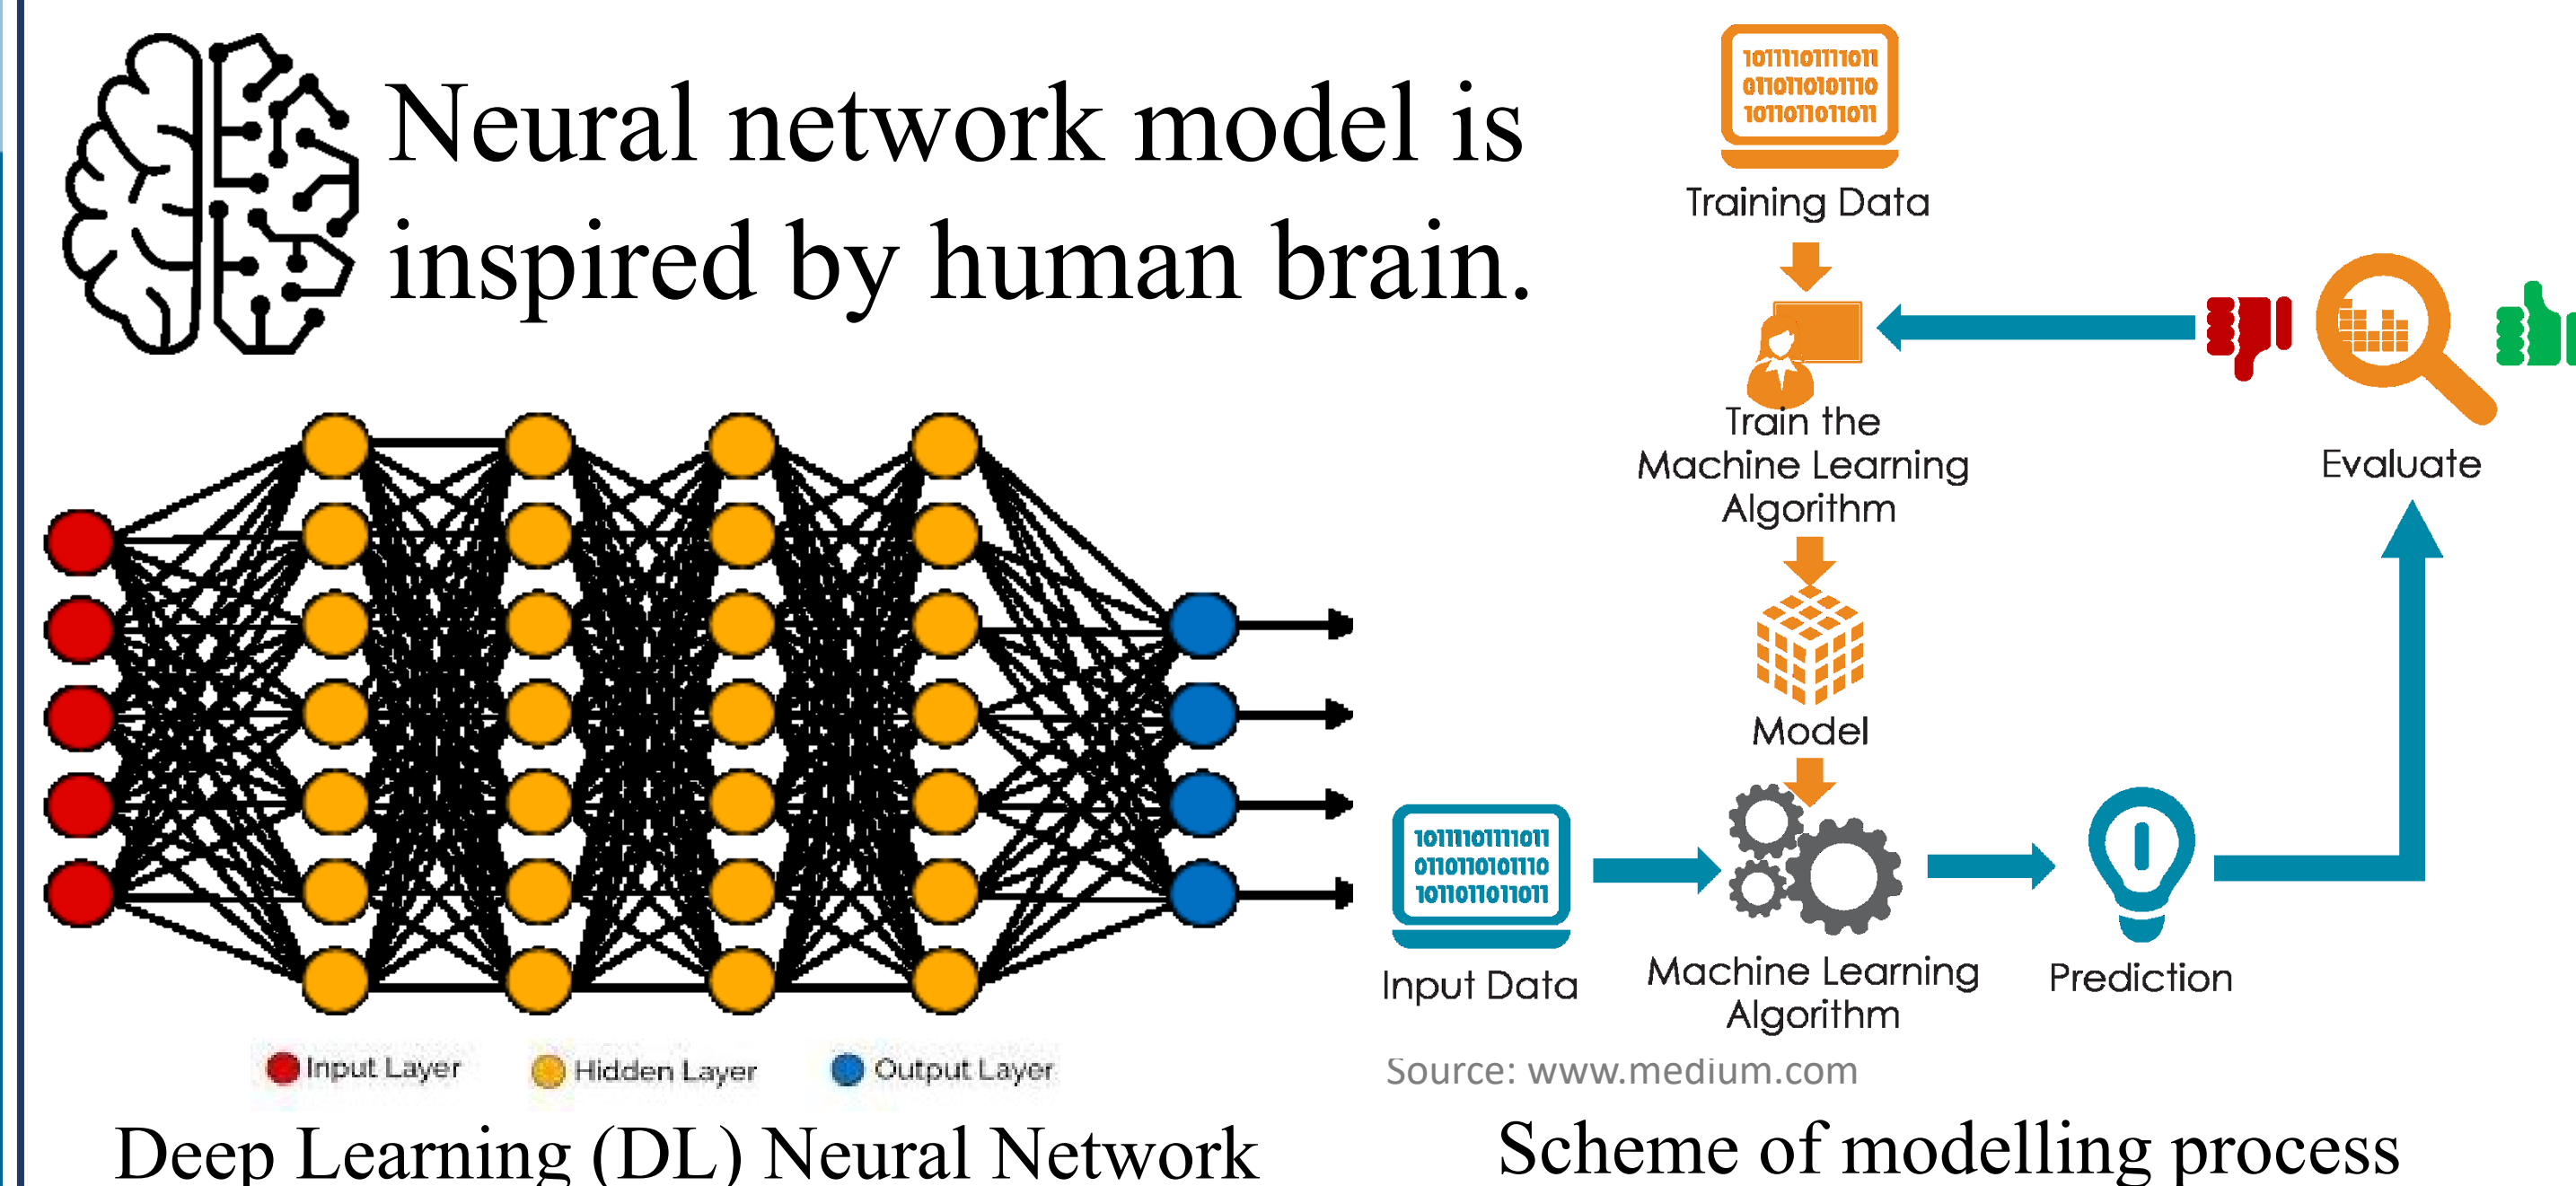 Neural network model is
inspired by human brain.
Input Layer
Hidden Layer
Output Layer
Deep Learning (DL) Neural Network
10111101111011
0110110101110
1011011011011
Training Data
Train the
Machine Learning
Algorithm
Model
Evaluate
10111101111011
0110110101110
1011011011011
Input Data
Machine Learning
Algorithm
Prediction
Source: www.medium.com
Scheme of modelling process